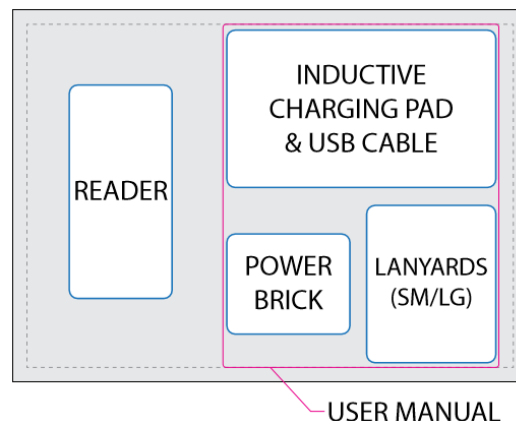 READER
INDUCTIVE
CHARGING PAD
& USB CABLE
POWER
BRICK
LANYARDS
(SM/LG)
USER MANUAL